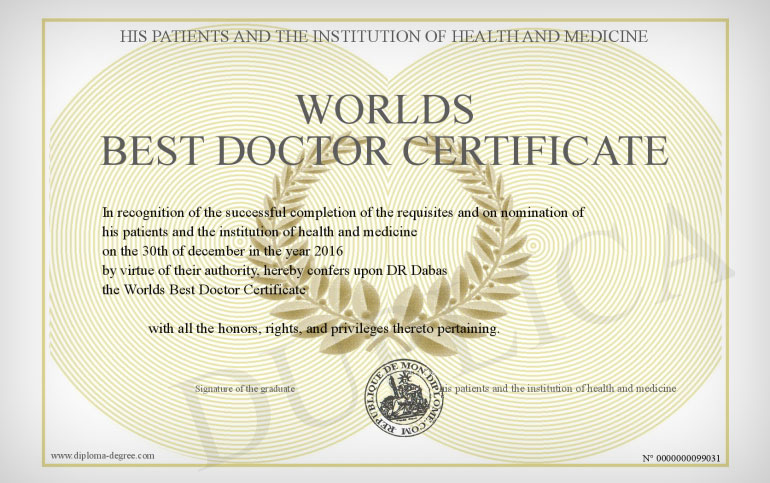 HIS PATIENTS AND THE INSTITUTION OF HEALTH AND MEDICINE
WORLDS
BEST DOCTOR CERTIFICATE
In recognition of the successful completion of the requisites and on nomination of
his patients and the institution of health and medicine
on the 30th of december in the year 2016
by virtue of their authority, hereby confers upon DR Dabas
the Worlds Best Doctor Certificate
with all the honors, rights, and privileges thereto pertaining.
Signature of the graduate
his patients and the institution of health and medicine
REPUBLIQUE DE MON-DIPLOME.COM
www.diploma-degree.com
N° 0000000099031